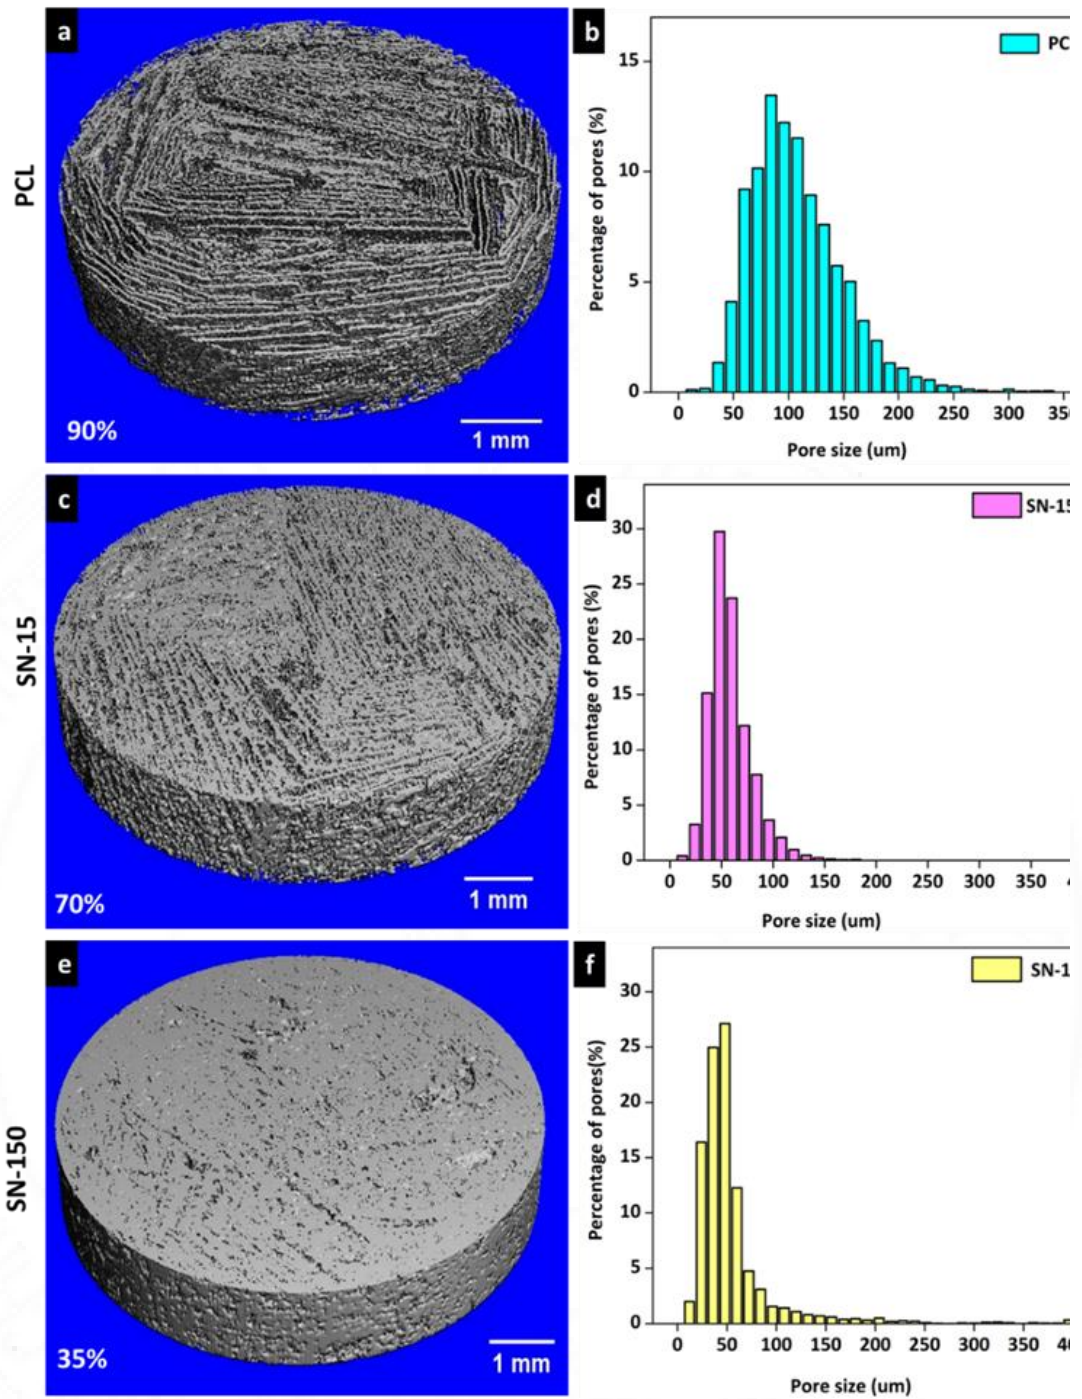 PCL
a
90%
1 mm
b
PC
Percentage of pores (%)
15
10
5
0
0 50 100 150 200 250 300 350
Pore size (um)
SN-15
c
70%
1 mm
d
SN-15
Percentage of pores (%)
30
25
20
15
10
5
0
0 50 100 150 200 250 300 350
Pore size (um)
SN-150
e
35%
1 mm
f
SN-1
Percentage of pores(%)
30
25
20
15
10
5
0
0 50 100 150 200 250 300 350
Pore size (um)